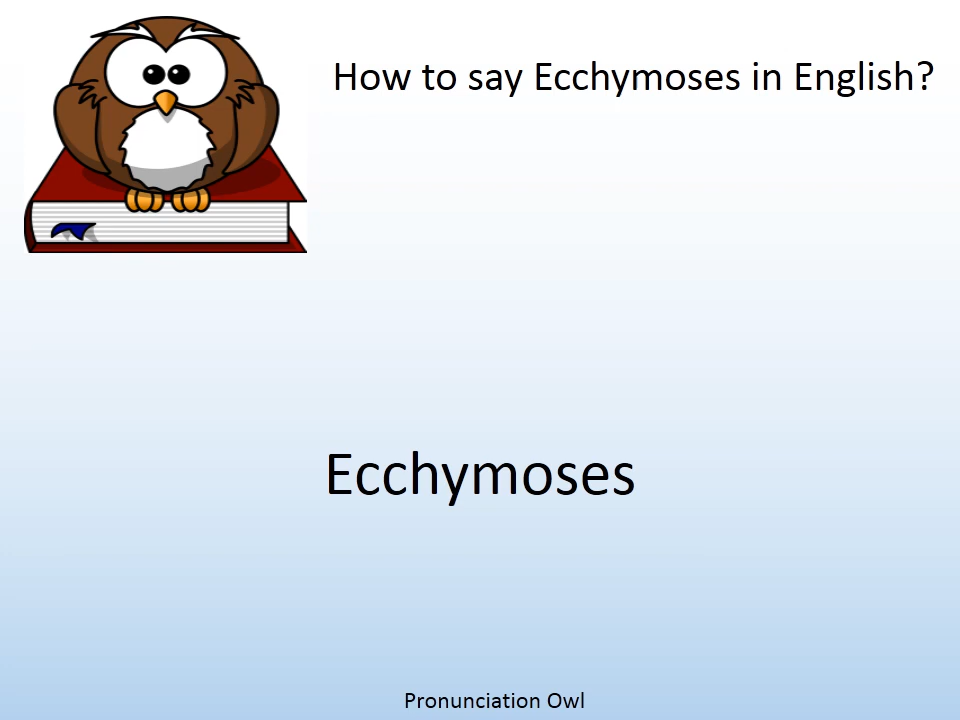 How to say Ecchymoses in English?
Ecchymoses
Pronunciation Owl